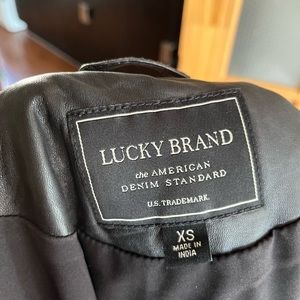 LUCKY BRAND
the AMERICAN
DENIM STANDARD
U.S. TRADEMARK.
XS
MADE IN
INDIA